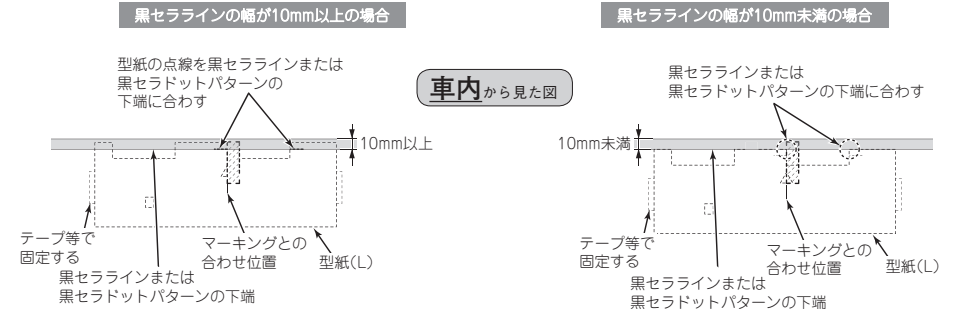 黒セララインの幅が10mm以上の場合
黒セララインの幅が10mm未満の場合
型紙の点線を黒セララインまたは
黒セラドットパターンの
下端に合わす
車内から見た図
黒セララインまたは
黒セラドットパターンの下端に合わす
10mm以上
10mm未満
テープ等で
固定する
マーキングとの
合わせ位置
型紙(L)
黒セララインまたは
黒セラドットパターンの下端
テープ等で
固定する
マーキングとの
合わせ位置
型紙(L)
黒セララインまたは
黒セラドットパターンの下端